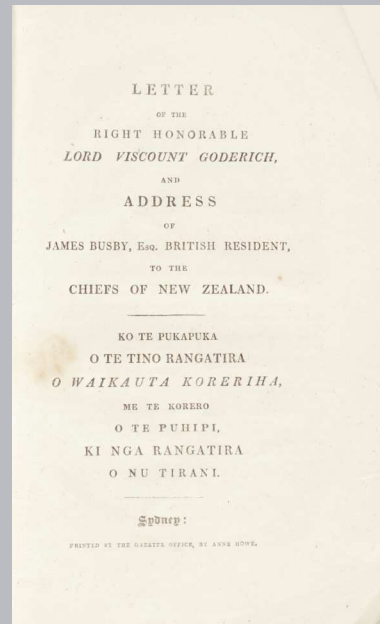 LETTER
OF THE
RIGHT HONORABLE
LORD VISCOUNT GODERICH,
AND
ADDRESS
OF
JAMES BUSBY, Esq. BRITISH RESIDENT,
TO THE
CHIEFS OF NEW ZEALAND.
KO TE PUKAPUKA
O TE TINO RANGATIRA
O WAIKAUTA KORERIHA,
ME TE KORERO
O TE PUHIPI,
KI NGA RANGATIRA
O NU TIRANI.
Sydney:
PRINTED AT THE GAZETTE OFFICE, BY ANNE HOWE.